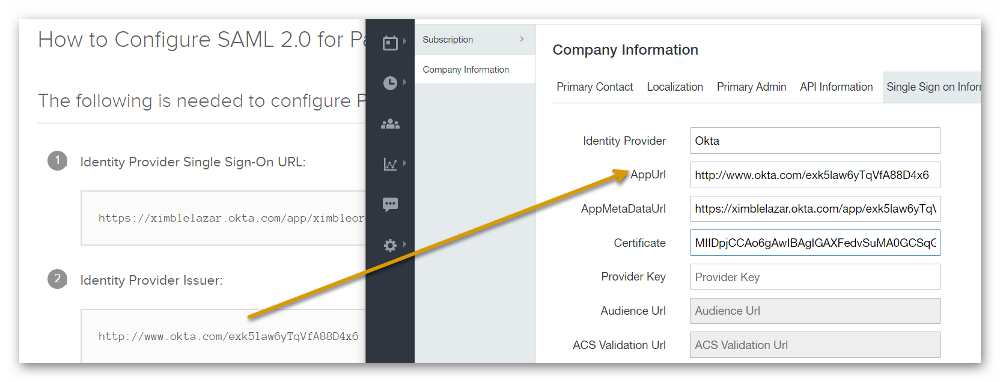 How to Configure SAML 2.0 for Pa
The following is needed to configure P
1
Identity Provider Single Sign-On URL:
https://ximblelazar.okta.com/app/ximbleor
2
Identity Provider Issuer:
http://www.okta.com/exk5law6yTqVfA88D4x6
Subscription
Company Information
Company Information
Primary Contact Localization Primary Admin API Information Single Sign on Infor
Identity Provider Okta
AppUrl http://www.okta.com/exk5law6yTqVfA88D4x6
AppMetaDataUrl https://ximblelazar.okta.com/app/exk5law6yTqV
Certificate MIIDpjCCAo6gAwIBAgIGAXFedvSuMA0GCSqG
Provider Key Provider Key
Audience Url Audience Url
ACS Validation Url ACS Validation Url